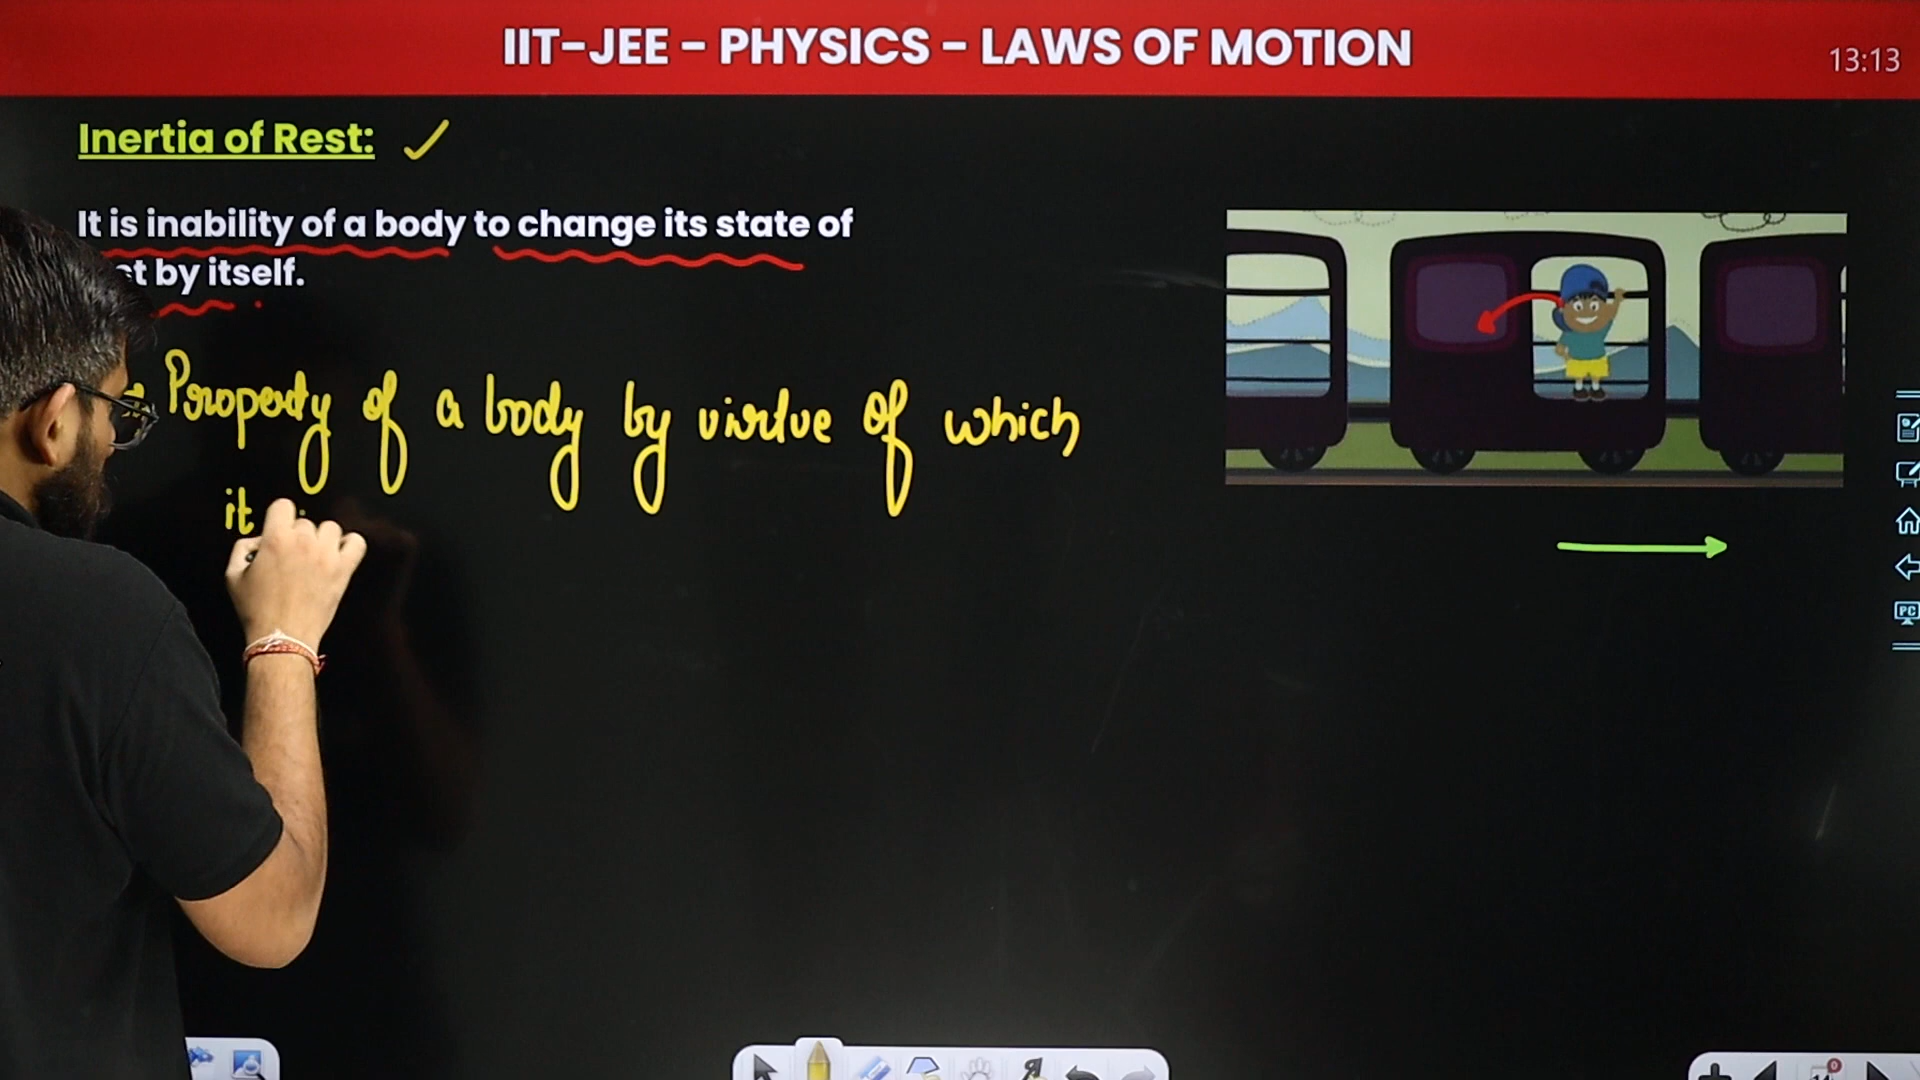 IIT-JEE - PHYSICS - LAWS OF MOTION
13:13
Inertia of Rest:
It is inability of a body to change its state of
by itself.
Property of a body by virtue of which
it
PC